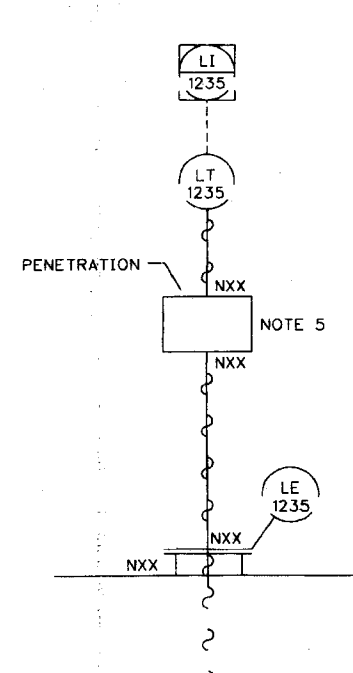 LI
1235
LT
1235
PENETRATION
NXX
NOTE 5
NXX
LE
1235
NXX
NXX